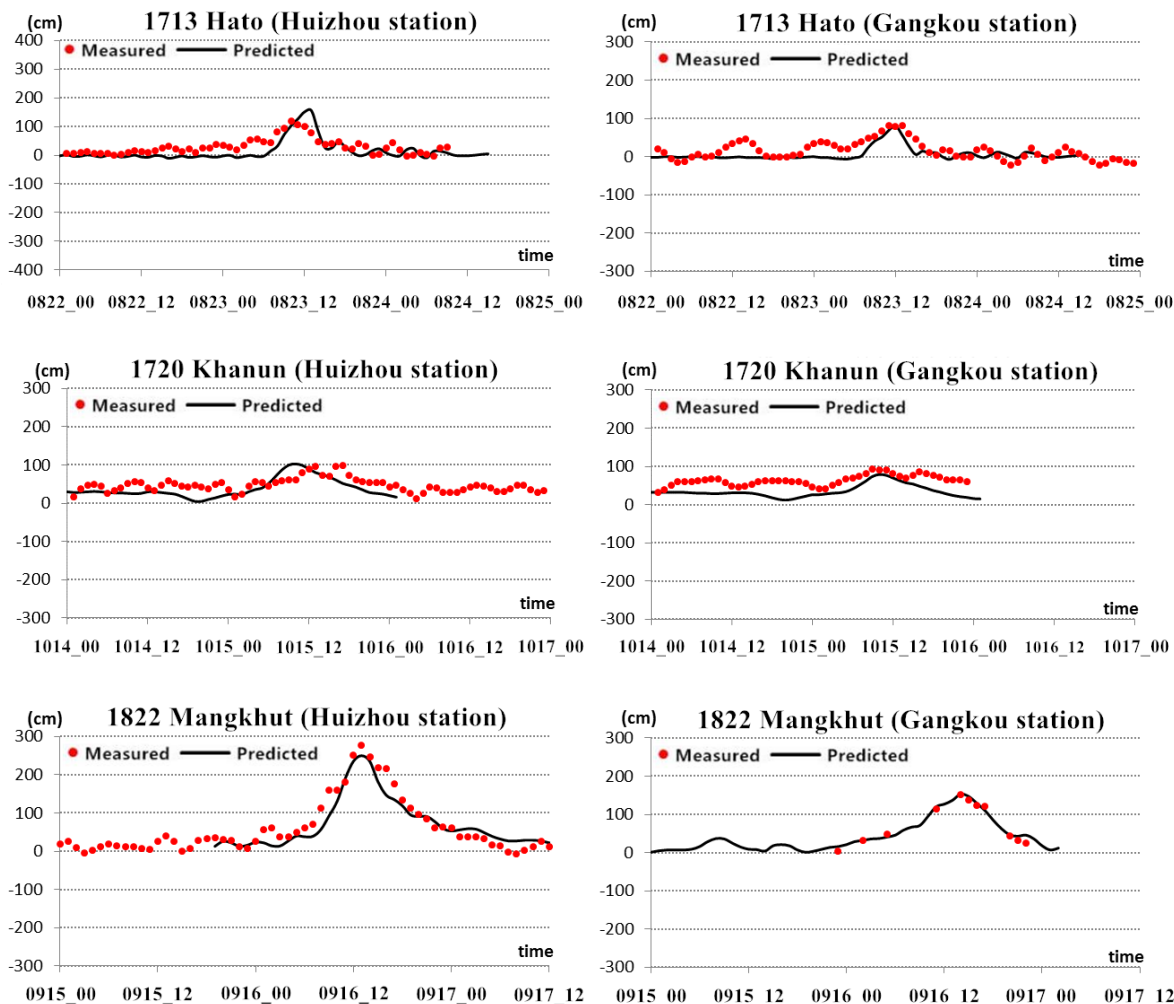 (cm) 1713 Hato (Huizhou station)
400
Measured Predicted
300
200
100
0
-100
-200
-300
-400
time
0822_00 0822_12 0823_00 0823_12 0824_00 0824_12 0825_00
(cm) 1713 Hato (Gangkou station)
300
Measured Predicted
200
100
0
-100
-200
-300
time
0822_00 0822_12 0823_00 0823_12 0824_00 0824_12 0825_00
(cm) 1720 Khanun (Huizhou station)
300
Measured Predicted
200
100
0
-100
-200
-300
time
1014_00 1014_12 1015_00 1015_12 1016_00 1016_12 1017_00
(cm) 1720 Khanun (Gangkou station)
300
Measured Predicted
200
100
0
-100
-200
-300
time
1014_00 1014_12 1015_00 1015_12 1016_00 1016_12 1017_00
(cm) 1822 Mangkhut (Huizhou station)
300
Measured Predicted
200
100
0
-100
-200
-300
time
0915_00 0915_12 0916_00 0916_12 0917_00 0917_12
(cm) 1822 Mangkhut (Gangkou station)
300
Measured Predicted
200
100
0
-100
-200
-300
time
0915_00 0915_12 0916_00 0916_12 0917_00 0917_12